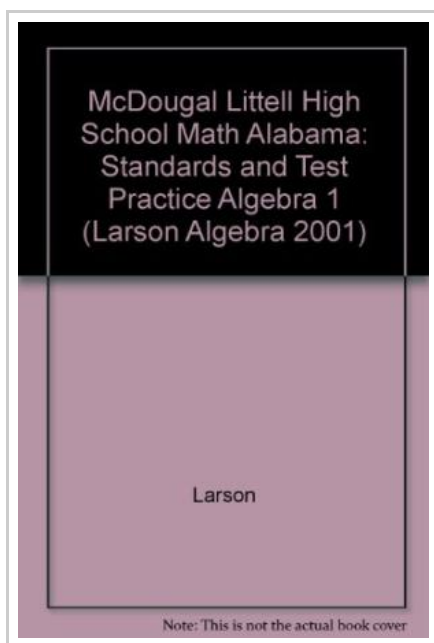 McDougal Littell High
School Math Alabama:
Standards and Test
Practice Algebra 1
(Larson Algebra 2001)
Larson
Note: This is not the actual book cover